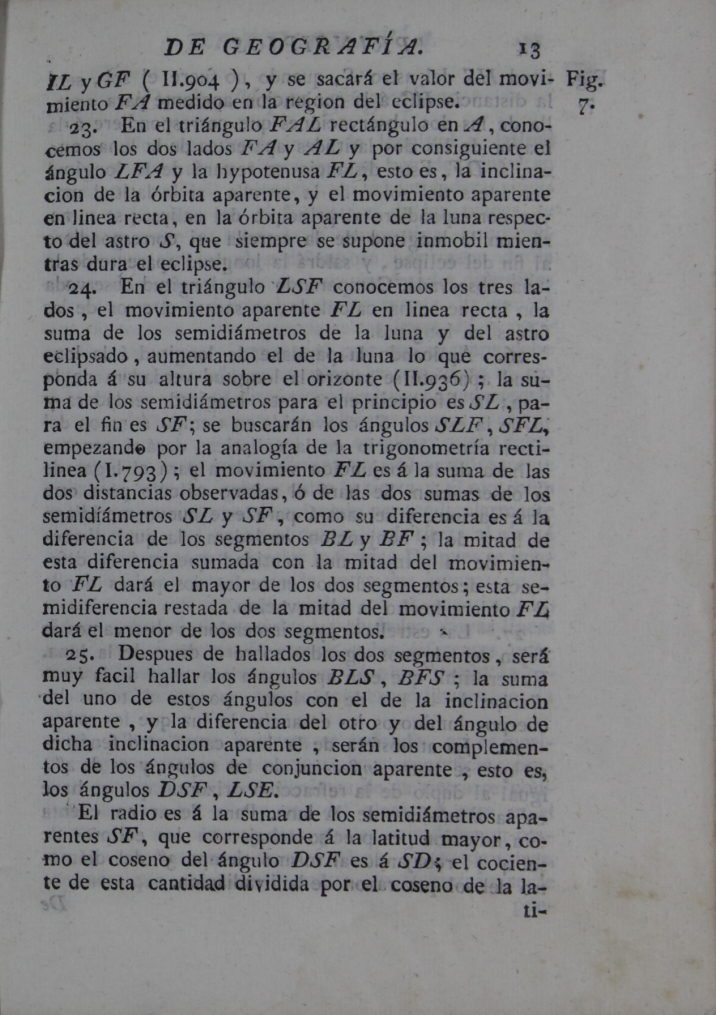 DE GEOGRAFÍA. 13
IL y GF ( II.904 ), y se sacará el valor del movi- Fig.
miento FA medido en la region del eclipse. 7.
23. En el triángulo FAL rectángulo en A, cono-
cemos los dos lados FA y AL y por consiguiente el
ángulo LFA y la hypotenusa FL, esto es, la inclina-
cion de la órbita aparente, y el movimiento aparente
en linea recta, en la órbita aparente de la luna respec-
to del astro S, que siempre se supone inmobil mien-
tras dura el eclipse.
24. En el triángulo LSF conocemos los tres la-
dos , el movimiento aparente FL en linea recta , la
suma de los semidiámetros de la luna y del astro
eclipsado , aumentando el de la luna lo que corres-
ponda á su altura sobre el orizonte (II.936) ; la su-
ma de los semidiámetros para el principio es SL , pa-
ra el fin es SF; se buscarán los ángulos SLF, SFL,
empezando por la analogía de la trigonometría recti-
linea (I.793) ; el movimiento FL es á la suma de las
dos distancias observadas, ó de las dos sumas de los
semidíámetros SL y SF, como su diferencia es á la
diferencia de los segmentos BL y BF ; la mitad de
esta diferencia sumada con la mitad del movimien-
to FL dará el mayor de los dos segmentos; esta se-
midiferencia restada de la mitad del movimiento FL
dará el menor de los dos segmentos.
25. Despues de hallados los dos segmentos , será
muy facil hallar los ángulos BLS , BFS ; la suma
del uno de estos ángulos con el de la inclinacion
aparente , y la diferencia del otro y del ángulo de
dicha inclinacion aparente , serán los complemen-
tos de los ángulos de conjuncion aparente , esto es,
los ángulos DSF , LSE.
El radio es á la suma de los semidiámetros apa-
rentes SF, que corresponde á la latitud mayor, co-
mo el coseno del ángulo DSF es á SD; el cocien-
te de esta cantidad dividida por el coseno de la la-
ti-